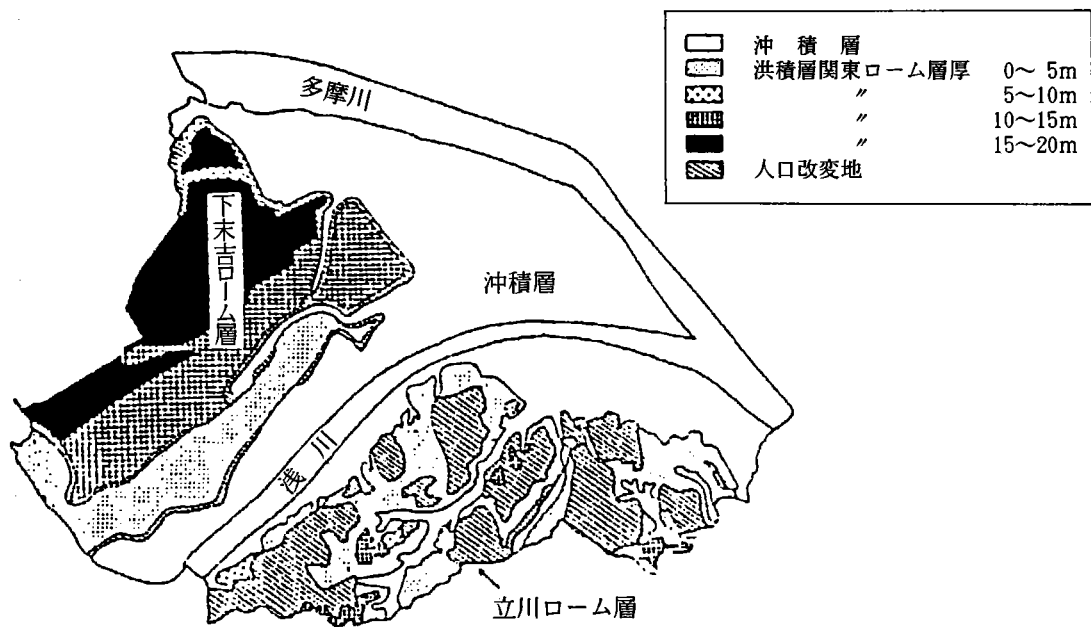 沖積層
洪積層関東ローム層厚 0〜 5m
〃 5〜10m
〃 10〜15m
〃 15〜20m
人口改変地
多摩川
下末吉ローム層
沖積層
川
立川ローム層